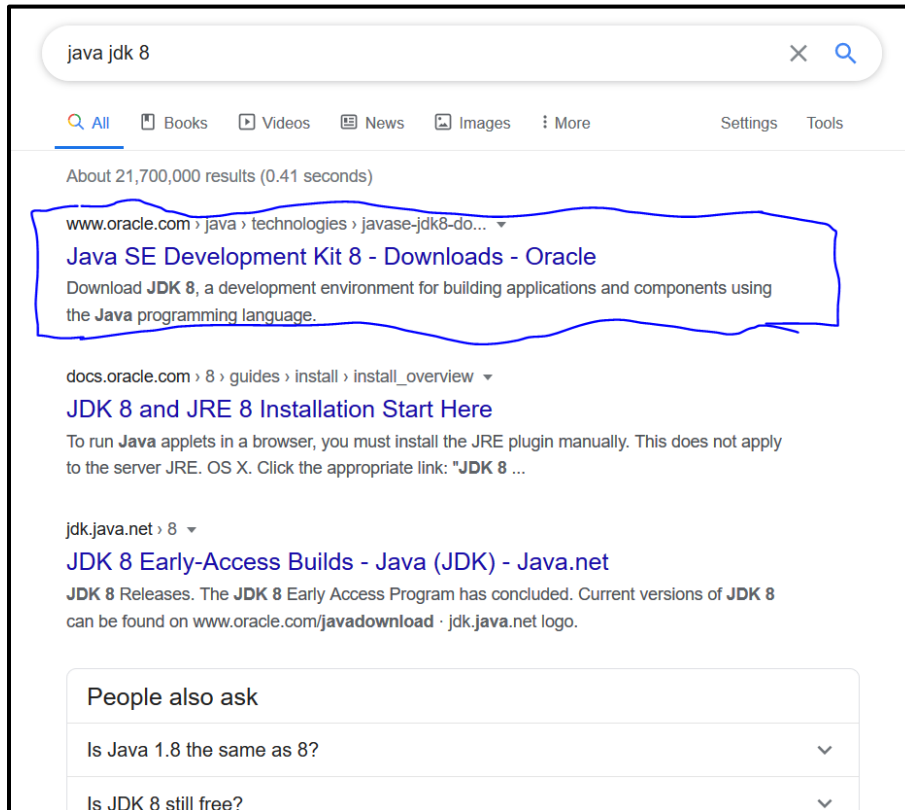 java jdk 8
All Books Videos News Images More Settings Tools
About 21,700,000 results (0.41 seconds)
www.oracle.com › java › technologies › javase-jdk8-do...
Java SE Development Kit 8 - Downloads - Oracle
Download JDK 8, a development environment for building applications and components using
the Java programming language.
docs.oracle.com › 8 › guides › install › install_overview
JDK 8 and JRE 8 Installation Start Here
To run Java applets in a browser, you must install the JRE plugin manually. This does not apply
to the server JRE. OS X. Click the appropriate link: "JDK 8 ...
jdk.java.net › 8
JDK 8 Early-Access Builds - Java (JDK) - Java.net
JDK 8 Releases. The JDK 8 Early Access Program has concluded. Current versions of JDK 8
can be found on www.oracle.com/javadownload · jdk.java.net logo.
People also ask
Is Java 1.8 the same as 8?
Is JDK 8 still free?